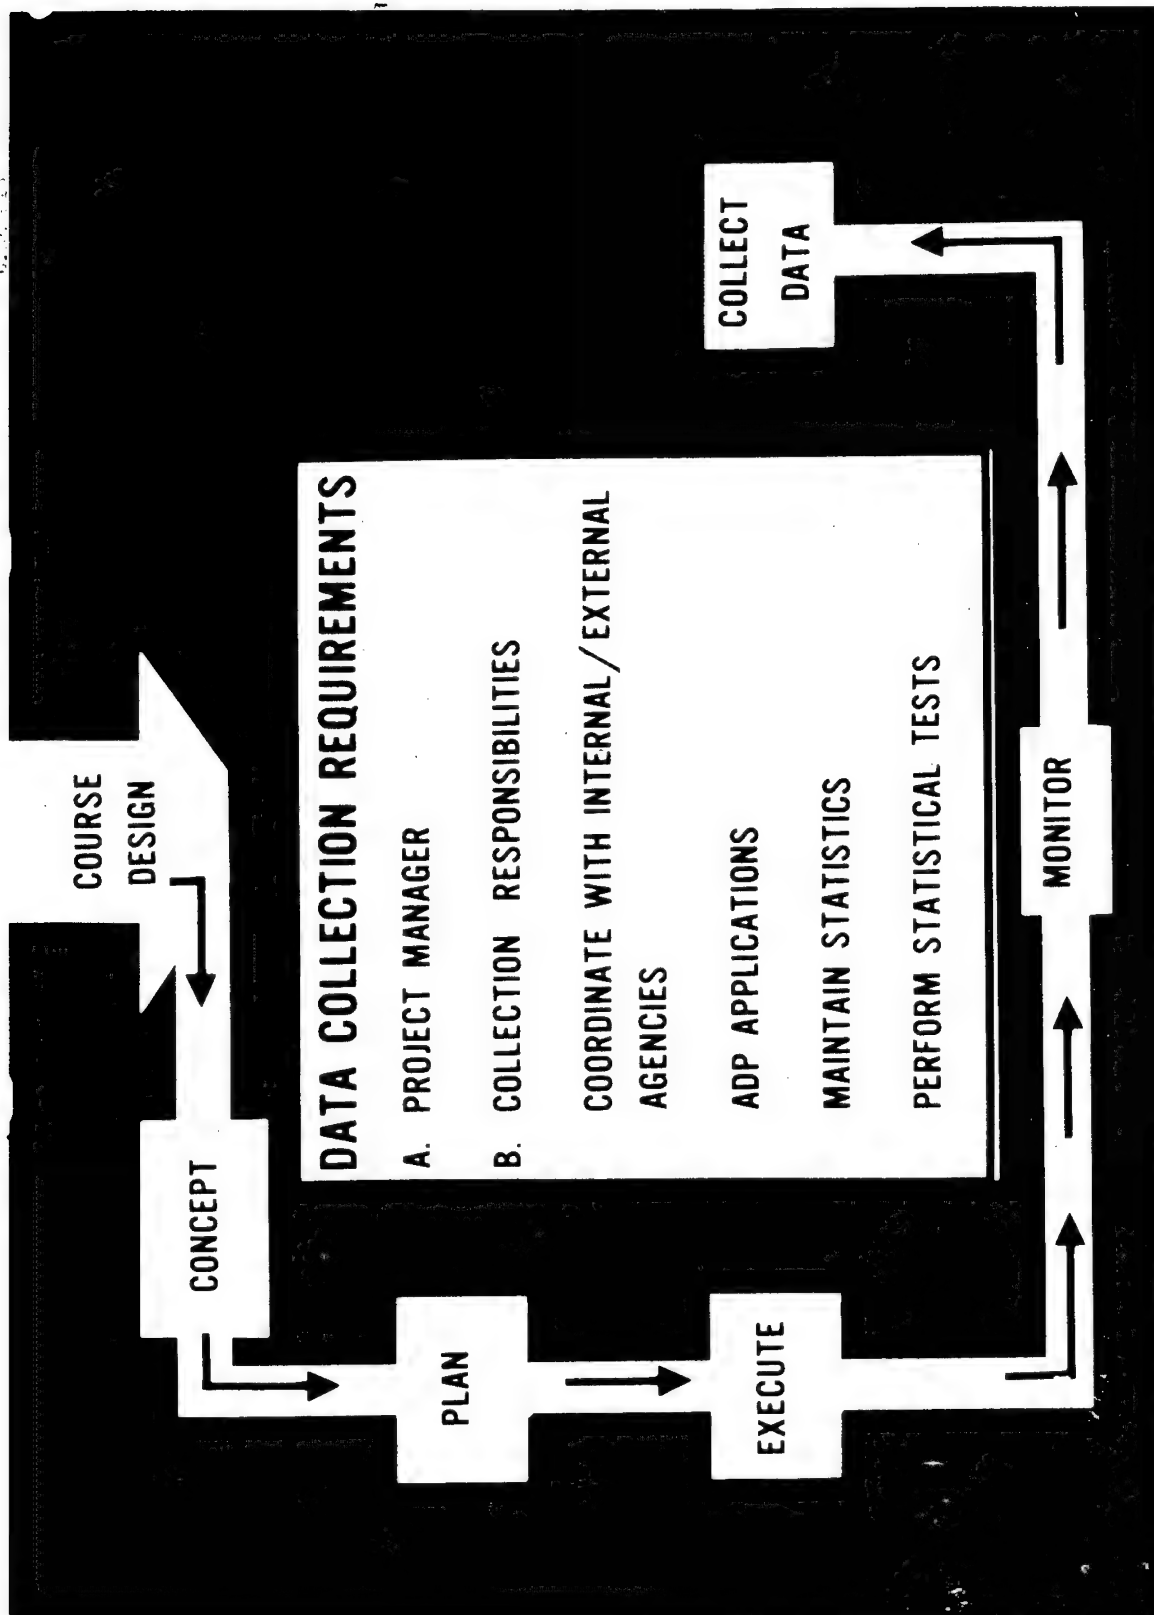 COURSE
DESIGN
CONCEPT
PLAN
EXECUTE
MONITOR
COLLECT
DATA
DATA COLLECTION REQUIREMENTS
A. PROJECT MANAGER
B. COLLECTION RESPONSIBILITIES
COORDINATE WITH INTERNAL/EXTERNAL
AGENCIES
ADP APPLICATIONS
MAINTAIN STATISTICS
PERFORM STATISTICAL TESTS